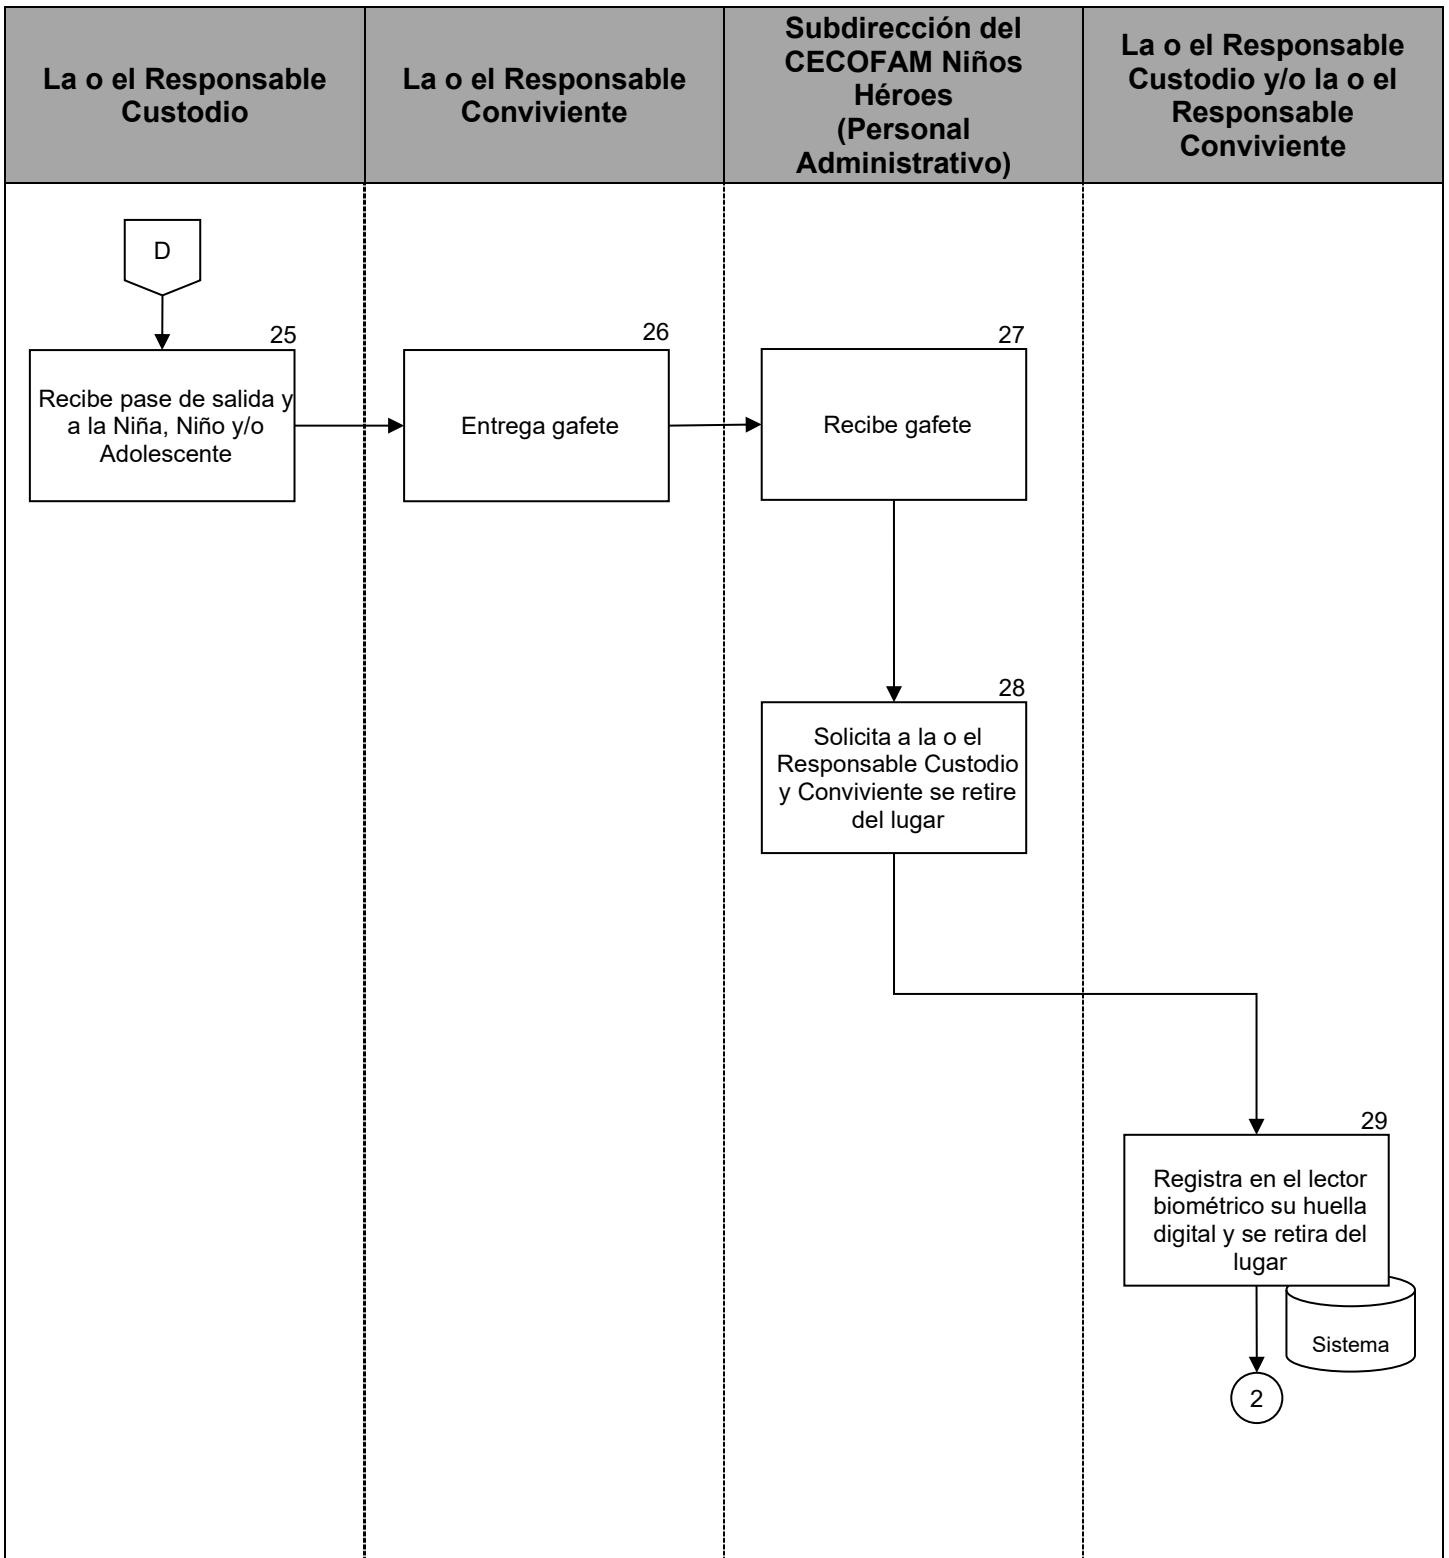 La o el Responsable
Custodio
La o el Responsable
Conviviente
Subdirección del
CECOFAM Niños
Héroes
(Personal
Administrativo)
La o el Responsable
Custodio y/o la o el
Responsable
Conviviente
D
25
Recibe pase de salida y
a la Niña, Niño y/o
Adolescente
26
Entrega gafete
27
Recibe gafete
28
Solicita a la o el
Responsable Custodio
y Conviviente se retire
del lugar
29
Registra en el lector
biométrico su huella
digital y se retira del
lugar
Sistema
2